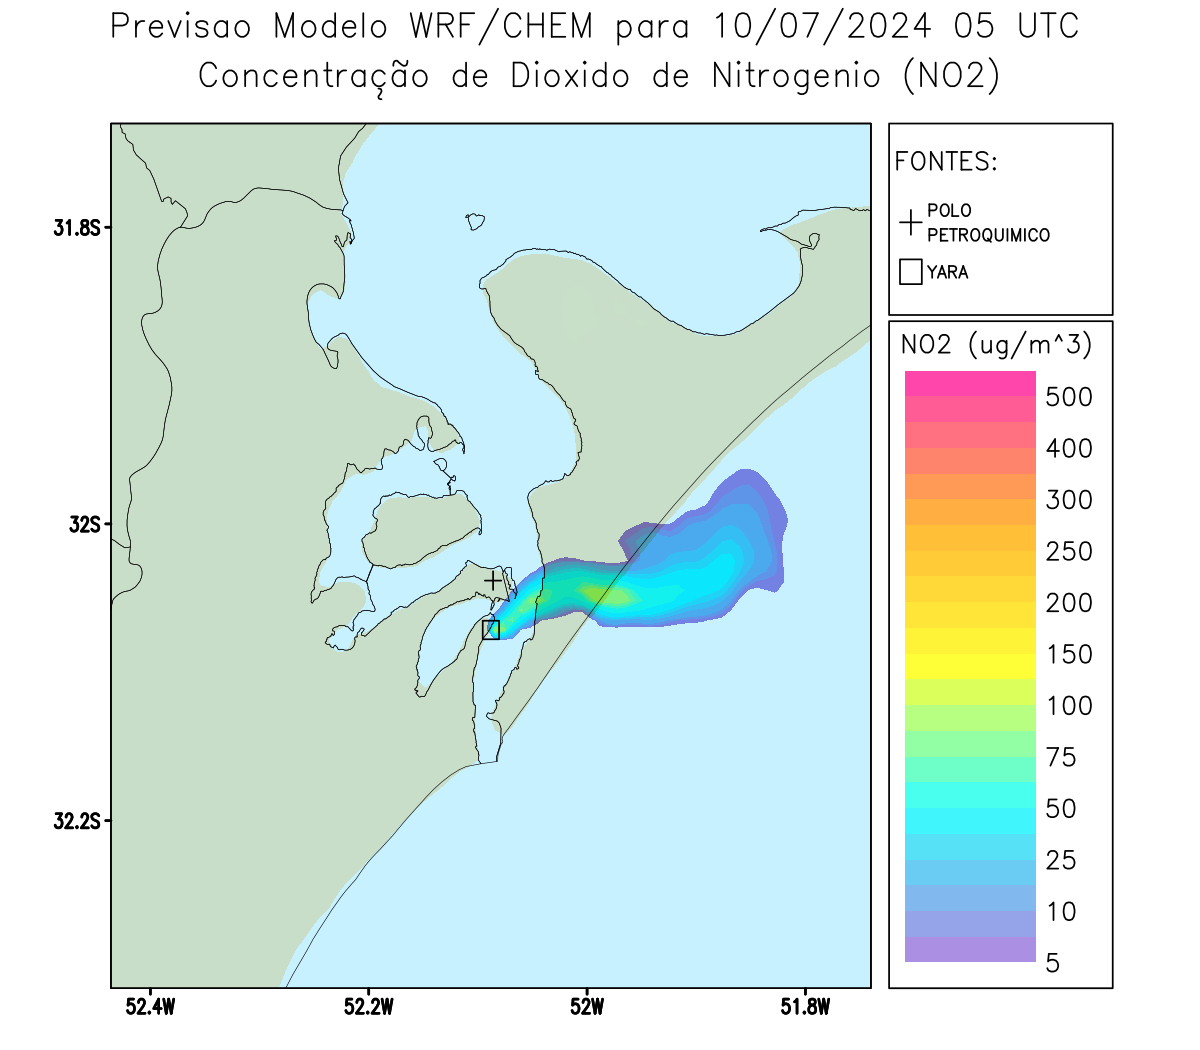 Previsao Modelo WRF/CHEM para 10/07/2024 05 UTC
Concentração de Dioxido de Nitrogenio (NO2)
FONTES:
POLO
PETROQUIMICO
YARA
31.8S
32S
32.2S
52.4W
52.2W
52W
51.8W
NO2 (ug/m^3)
500
400
300
250
200
150
100
75
50
25
10
5